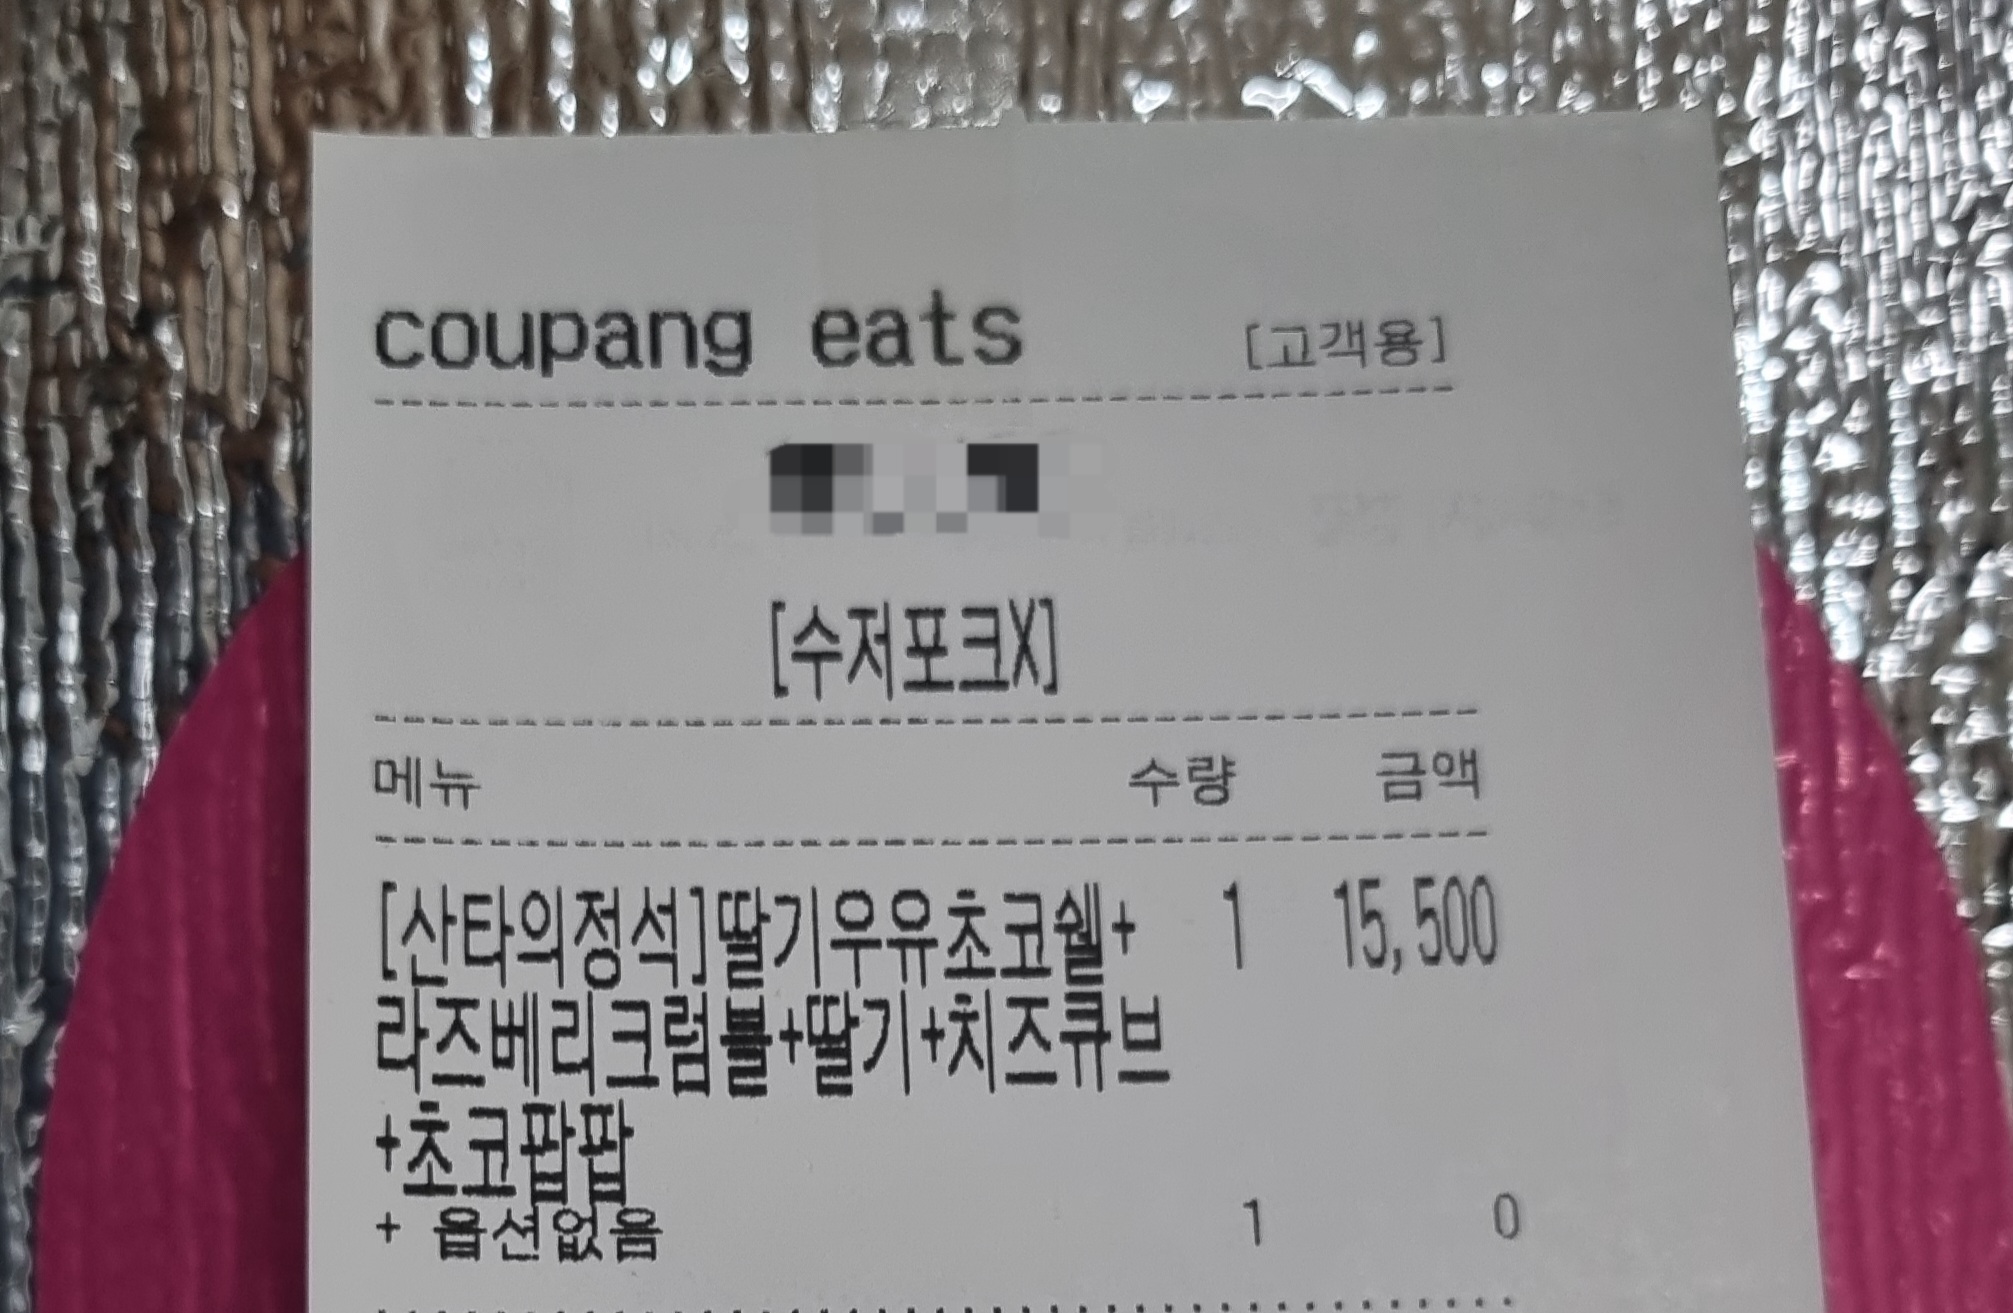 coupang eats [고객용]
[수저포크X]
메뉴 수량 금액
[산타의정석]딸기우유초코쉘+ 1 15,500
라즈베리크럼블+딸기+치즈큐브
+초코팝팝
+ 옵션없음 1 0